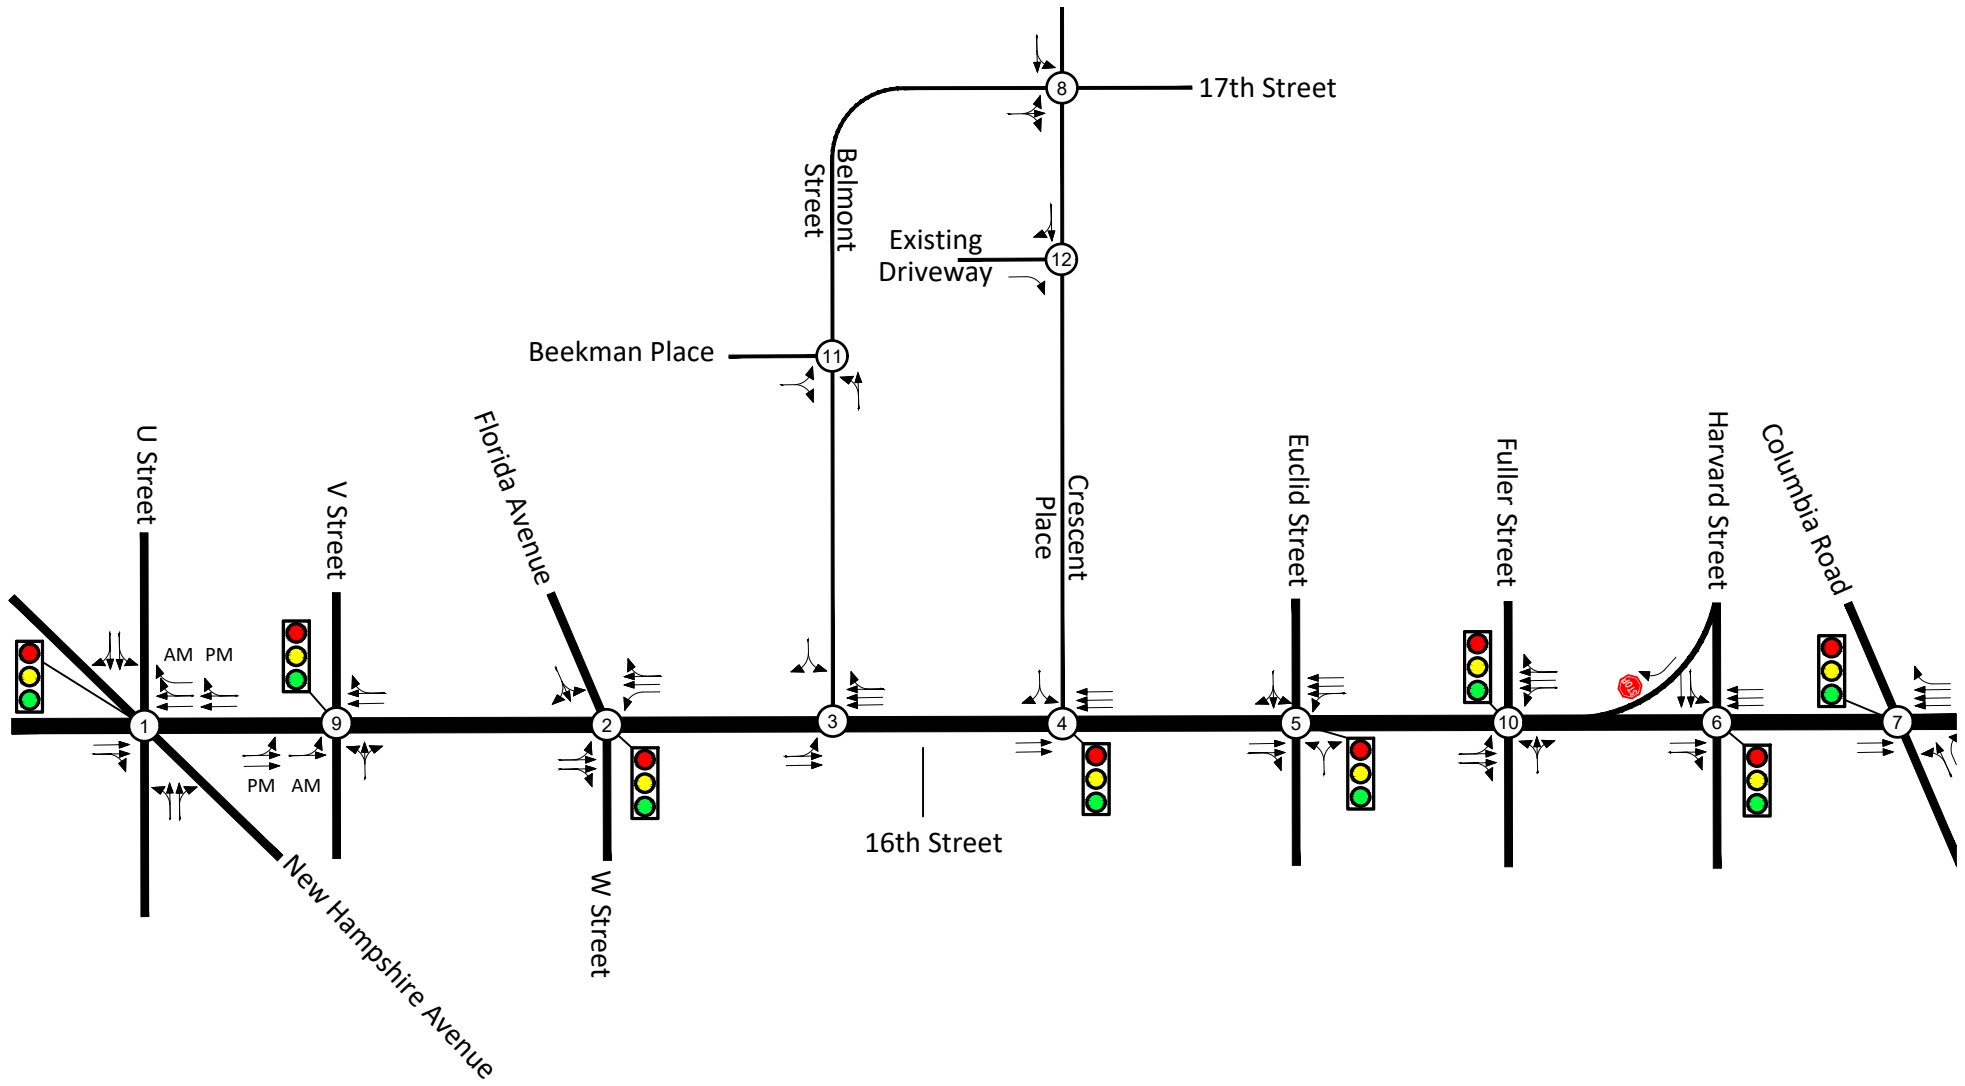 8
17th Street
Belmont
Street
Existing
Driveway
12
Beekman Place
11
U Street
V Street
Florida Avenue
Crescent
Place
Euclid Street
Fuller Street
Harvard Street
Columbia Road
AM PM
STOP
1
9
2
3
4
5
10
6
7
PM AM
16th Street
W Street
New Hampshire Avenue